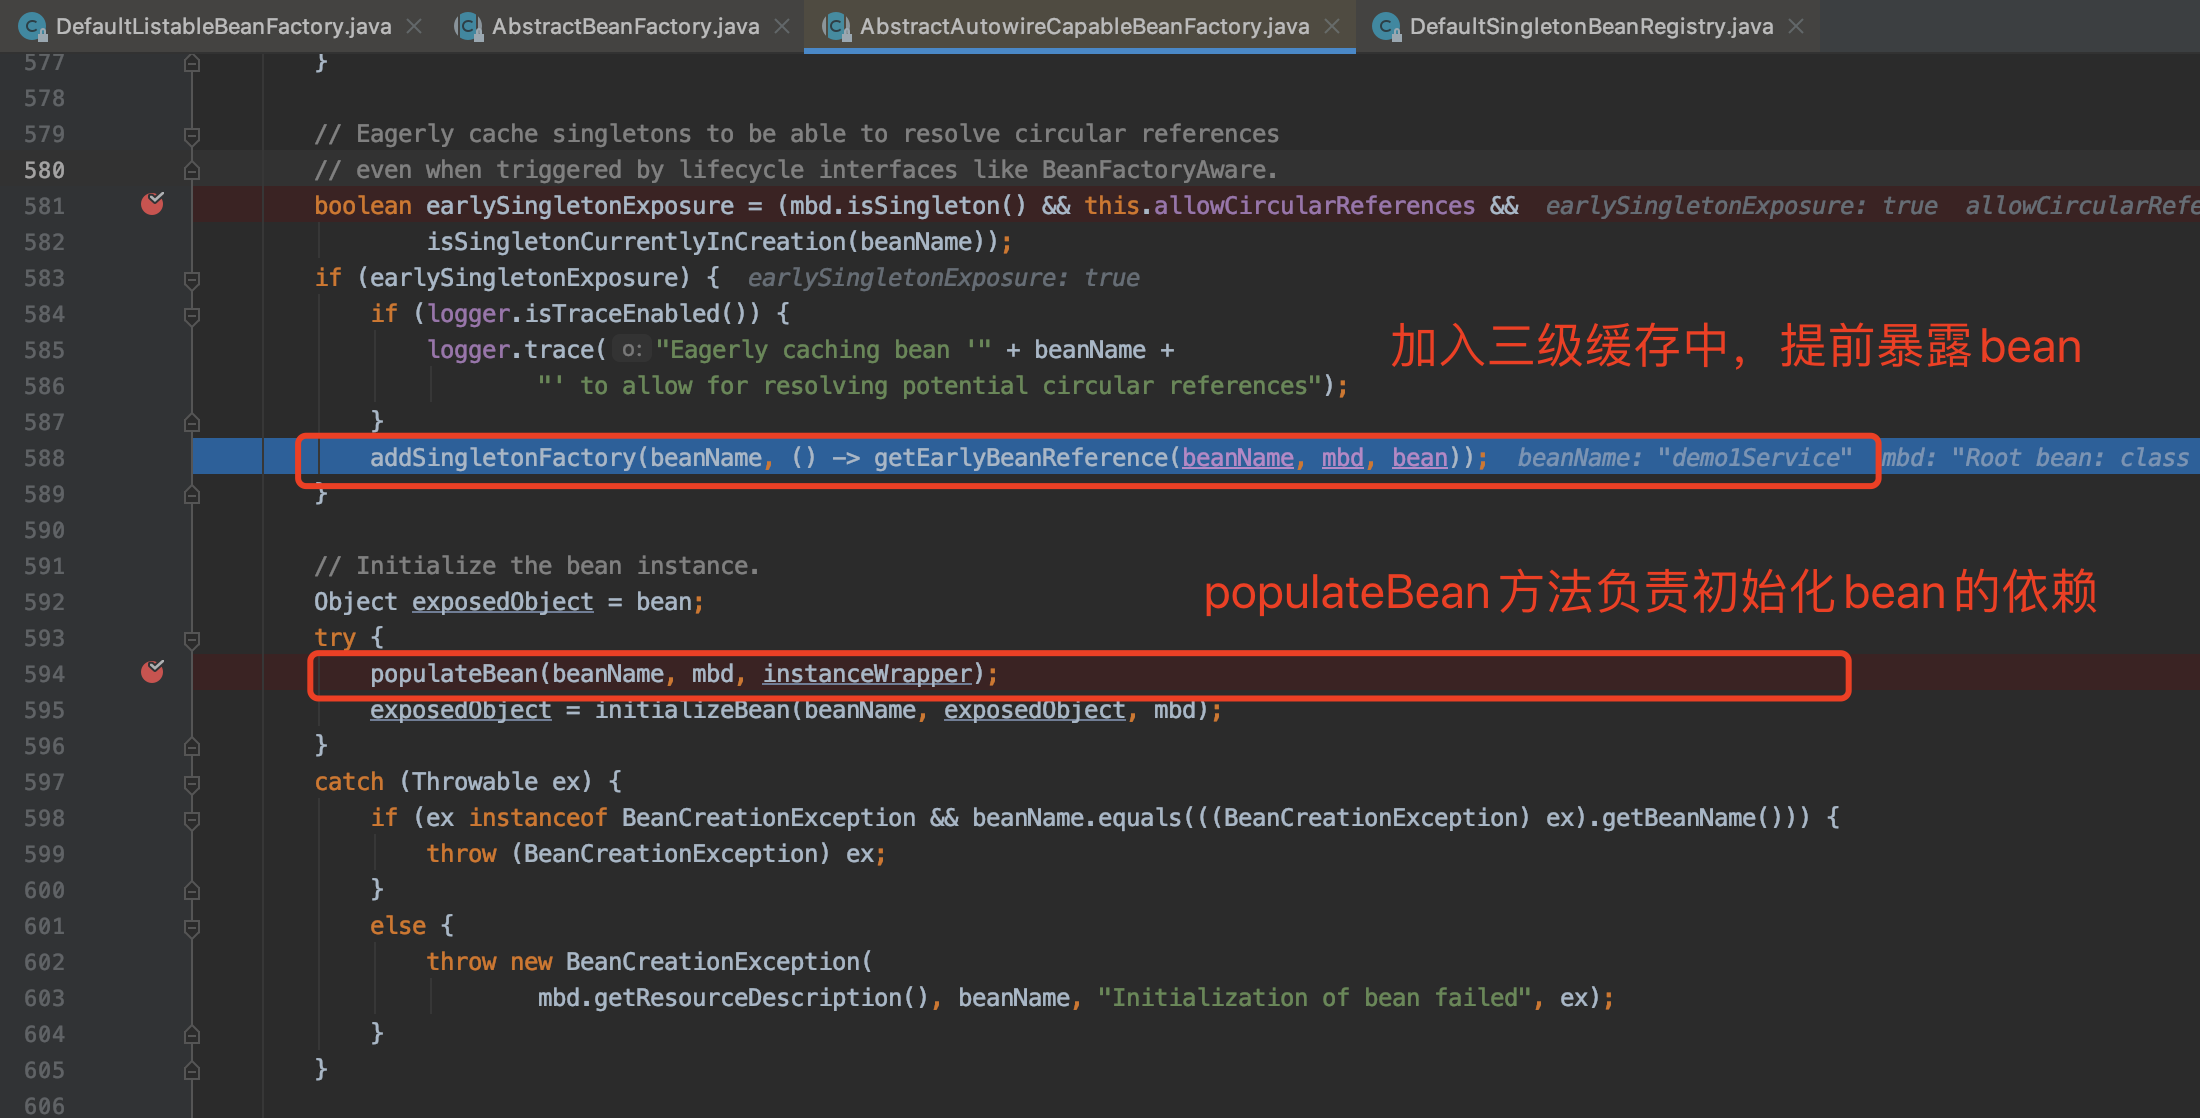 DefaultListableBeanFactory.java AbstractBeanFactory.java AbstractAutowireCapableBeanFactory.java DefaultSingletonBeanRegistry.java
577 }
578
579 // Eagerly cache singletons to be able to resolve circular references
580 // even when triggered by lifecycle interfaces like BeanFactoryAware.
581 boolean earlySingletonExposure = (mbd.isSingleton() && this.allowCircularReferences && earlySingletonExposure: true allowCircularRefe
582 isSingletonCurrentlyInCreation(beanName));
583 if (earlySingletonExposure) { earlySingletonExposure: true
584 if (logger.isTraceEnabled()) {
585 logger.trace( o: "Eagerly caching bean '" + beanName +
加入三级缓存中，提前暴露bean
586 "' to allow for resolving potential circular references");
587 }
588 addSingletonFactory(beanName, () -> getEarlyBeanReference(beanName, mbd, bean)); beanName: "demo1Service" mbd: "Root bean: class
589 }
590
591 // Initialize the bean instance.
592 Object exposedObject = bean;
populateBean方法负责初始化bean的依赖
593 try {
594 populateBean(beanName, mbd, instanceWrapper);
595 exposedObject = initializeBean(beanName, exposedObject, mbd);
596 }
597 catch (Throwable ex) {
598 if (ex instanceof BeanCreationException && beanName.equals(((BeanCreationException) ex).getBeanName())) {
599 throw (BeanCreationException) ex;
600 }
601 else {
602 throw new BeanCreationException(
603 mbd.getResourceDescription(), beanName, "Initialization of bean failed", ex);
604 }
605 }
606